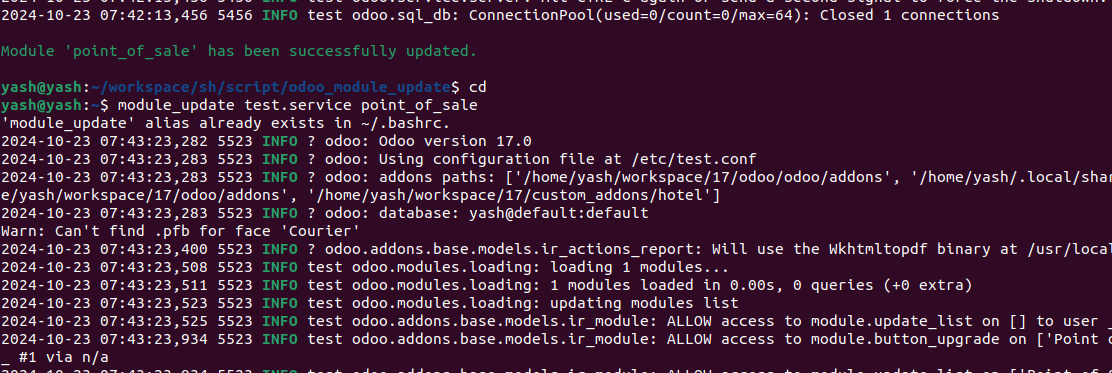 2024-10-23 07:42:13,456 5456 INFO test odoo.sql_db: ConnectionPool(used=0/count=0/max=64): Closed 1 connections
Module 'point_of_sale' has been successfully updated.
yash@yash:~/workspace/sh/script/odoo_module_update$ cd
yash@yash:~$ module_update test.service point_of_sale
'module_update' alias already exists in ~/.bashrc.
2024-10-23 07:43:23,282 5523 INFO ? odoo: Odoo version 17.0
2024-10-23 07:43:23,283 5523 INFO ? odoo: Using configuration file at /etc/test.conf
2024-10-23 07:43:23,283 5523 INFO ? odoo: addons paths: ['/home/yash/workspace/17/odoo/odoo/addons', '/home/yash/.local/shar
e/yash/workspace/17/odoo/addons', '/home/yash/workspace/17/custom_addons/hotel']
2024-10-23 07:43:23,283 5523 INFO ? odoo: database: yash@default:default
Warn: Can't find .pfb for face 'Courier'
2024-10-23 07:43:23,400 5523 INFO ? odoo.addons.base.models.ir_actions_report: Will use the Wkhtmltopdf binary at /usr/local
2024-10-23 07:43:23,508 5523 INFO test odoo.modules.loading: loading 1 modules...
2024-10-23 07:43:23,511 5523 INFO test odoo.modules.loading: 1 modules loaded in 0.00s, 0 queries (+0 extra)
2024-10-23 07:43:23,523 5523 INFO test odoo.modules.loading: updating modules list
2024-10-23 07:43:23,525 5523 INFO test odoo.addons.base.models.ir_module: ALLOW access to module.update_list on [] to user _
2024-10-23 07:43:23,934 5523 INFO test odoo.addons.base.models.ir_module: ALLOW access to module.button_upgrade on ['Point o
_ #1 via n/a